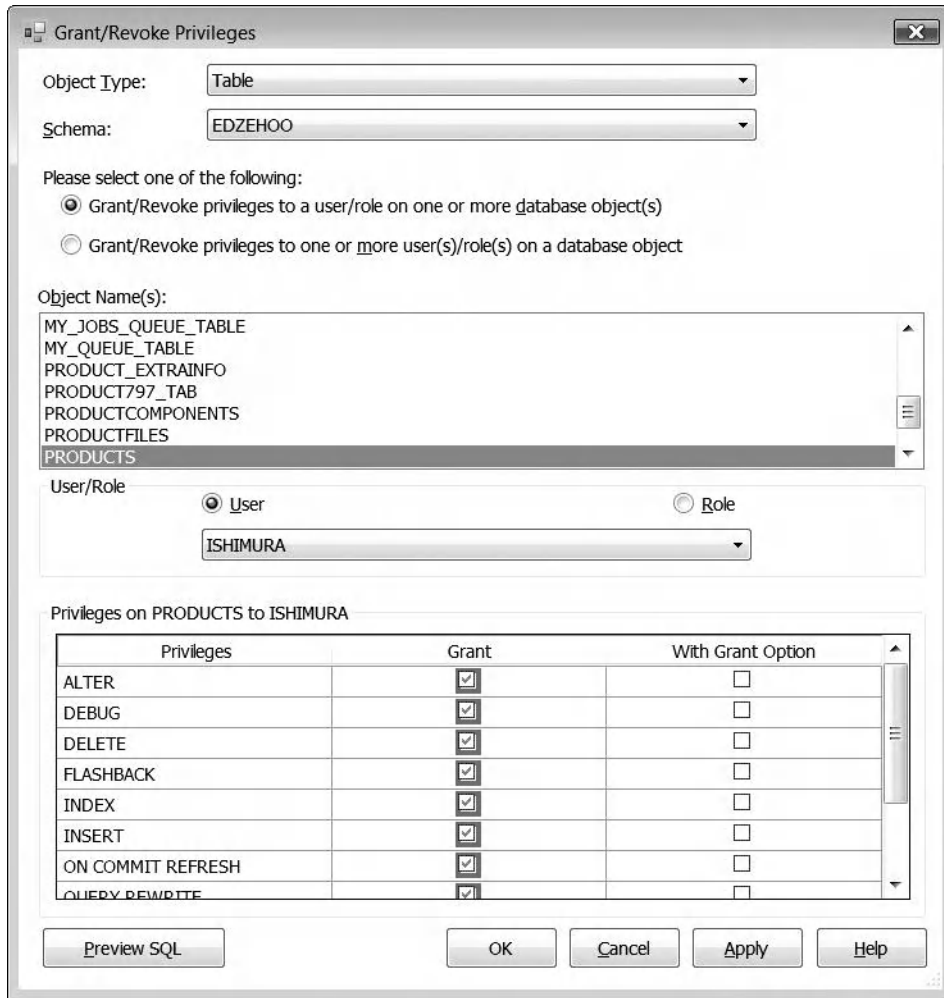 Grant/Revoke Privileges
Object Type: Table
Schema: EDZEHOO
Please select one of the following:
Grant/Revoke privileges to a user/role on one or more database object(s)
Grant/Revoke privileges to one or more user(s)/role(s) on a database object
Object Name(s):
MY_JOBS_QUEUE_TABLE
MY_QUEUE_TABLE
PRODUCT_EXTRAINFO
PRODUCT797_TAB
PRODUCTCOMPONENTS
PRODUCTFILES
PRODUCTS
User/Role
User Role
ISHIMURA
Privileges on PRODUCTS to ISHIMURA
Privileges Grant With Grant Option
ALTER
DEBUG
DELETE
FLASHBACK
INDEX
INSERT
ON COMMIT REFRESH
QUERY REWRITE
Preview SQL OK Cancel Apply Help